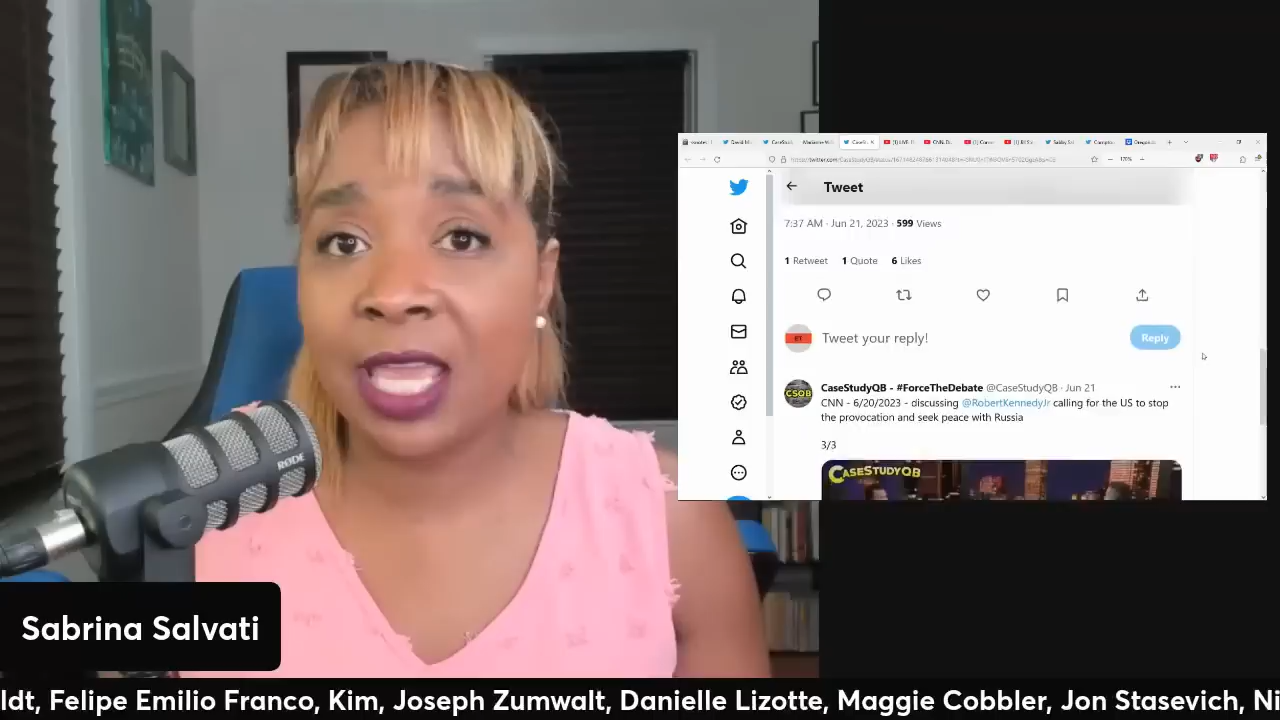 Tweet
7:37 AM · Jun 21, 2023 · 599 Views
1 Retweet 1 Quote 6 Likes
Tweet your reply!
Reply
CSQB
CaseStudyQB - #ForceTheDebate @CaseStudyQB · Jun 21
CNN - 6/20/2023 - discussing @RobertKennedyJr calling for the US to stop
the provocation and seek peace with Russia
3/3
CASESTUDYQB
RØDE
Sabrina Salvati
ldt, Felipe Emilio Franco, Kim, Joseph Zumwalt, Danielle Lizotte, Maggie Cobbler, Jon Stasevich, Ni